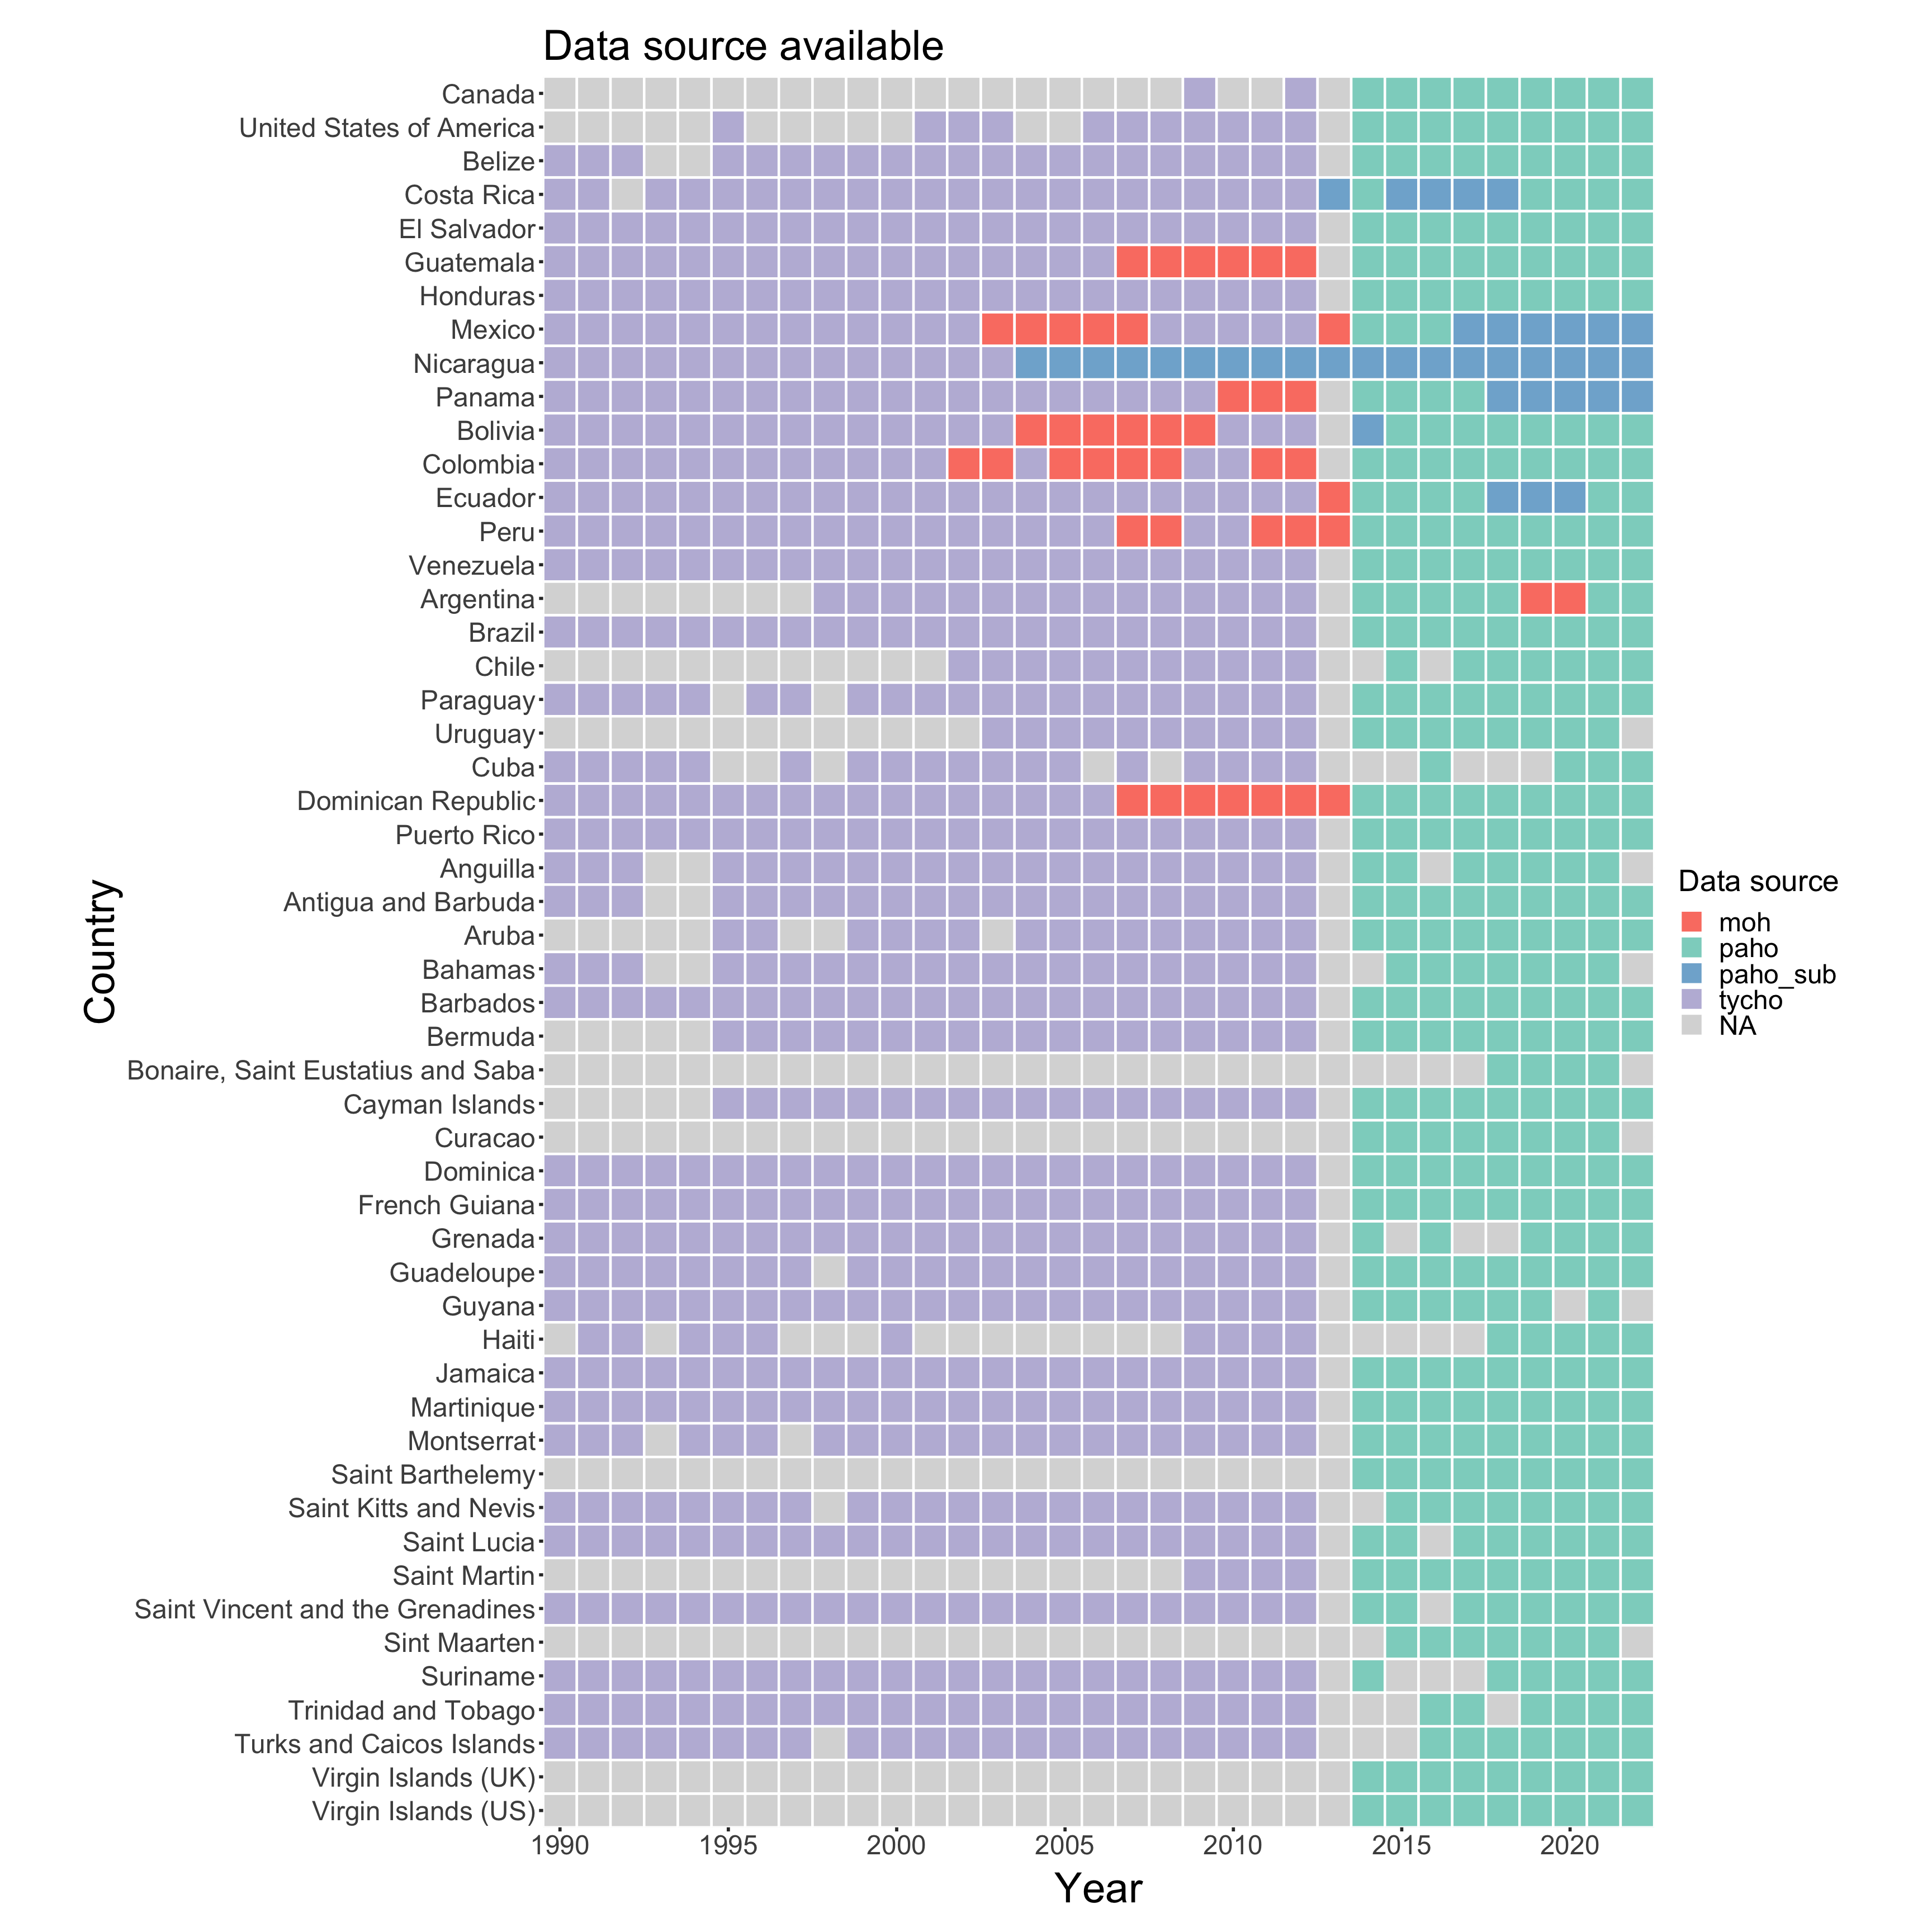 Data source available
Canada
United States of America
Belize
Costa Rica
El Salvador
Guatemala
Honduras
Mexico
Nicaragua
Panama
Bolivia
Colombia
Ecuador
Peru
Venezuela
Argentina
Brazil
Chile
Paraguay
Uruguay
Cuba
Dominican Republic
Puerto Rico
Anguilla
Antigua and Barbuda
Aruba
Bahamas
Barbados
Bermuda
Bonaire, Saint Eustatius and Saba
Cayman Islands
Curacao
Dominica
French Guiana
Grenada
Guadeloupe
Guyana
Haiti
Jamaica
Martinique
Montserrat
Saint Barthelemy
Saint Kitts and Nevis
Saint Lucia
Saint Martin
Saint Vincent and the Grenadines
Sint Maarten
Suriname
Trinidad and Tobago
Turks and Caicos Islands
Virgin Islands (UK)
Virgin Islands (US)
Country
1990 1995 2000 2005 2010 2015 2020
Year
Data source
moh
paho
paho_sub
tycho
NA